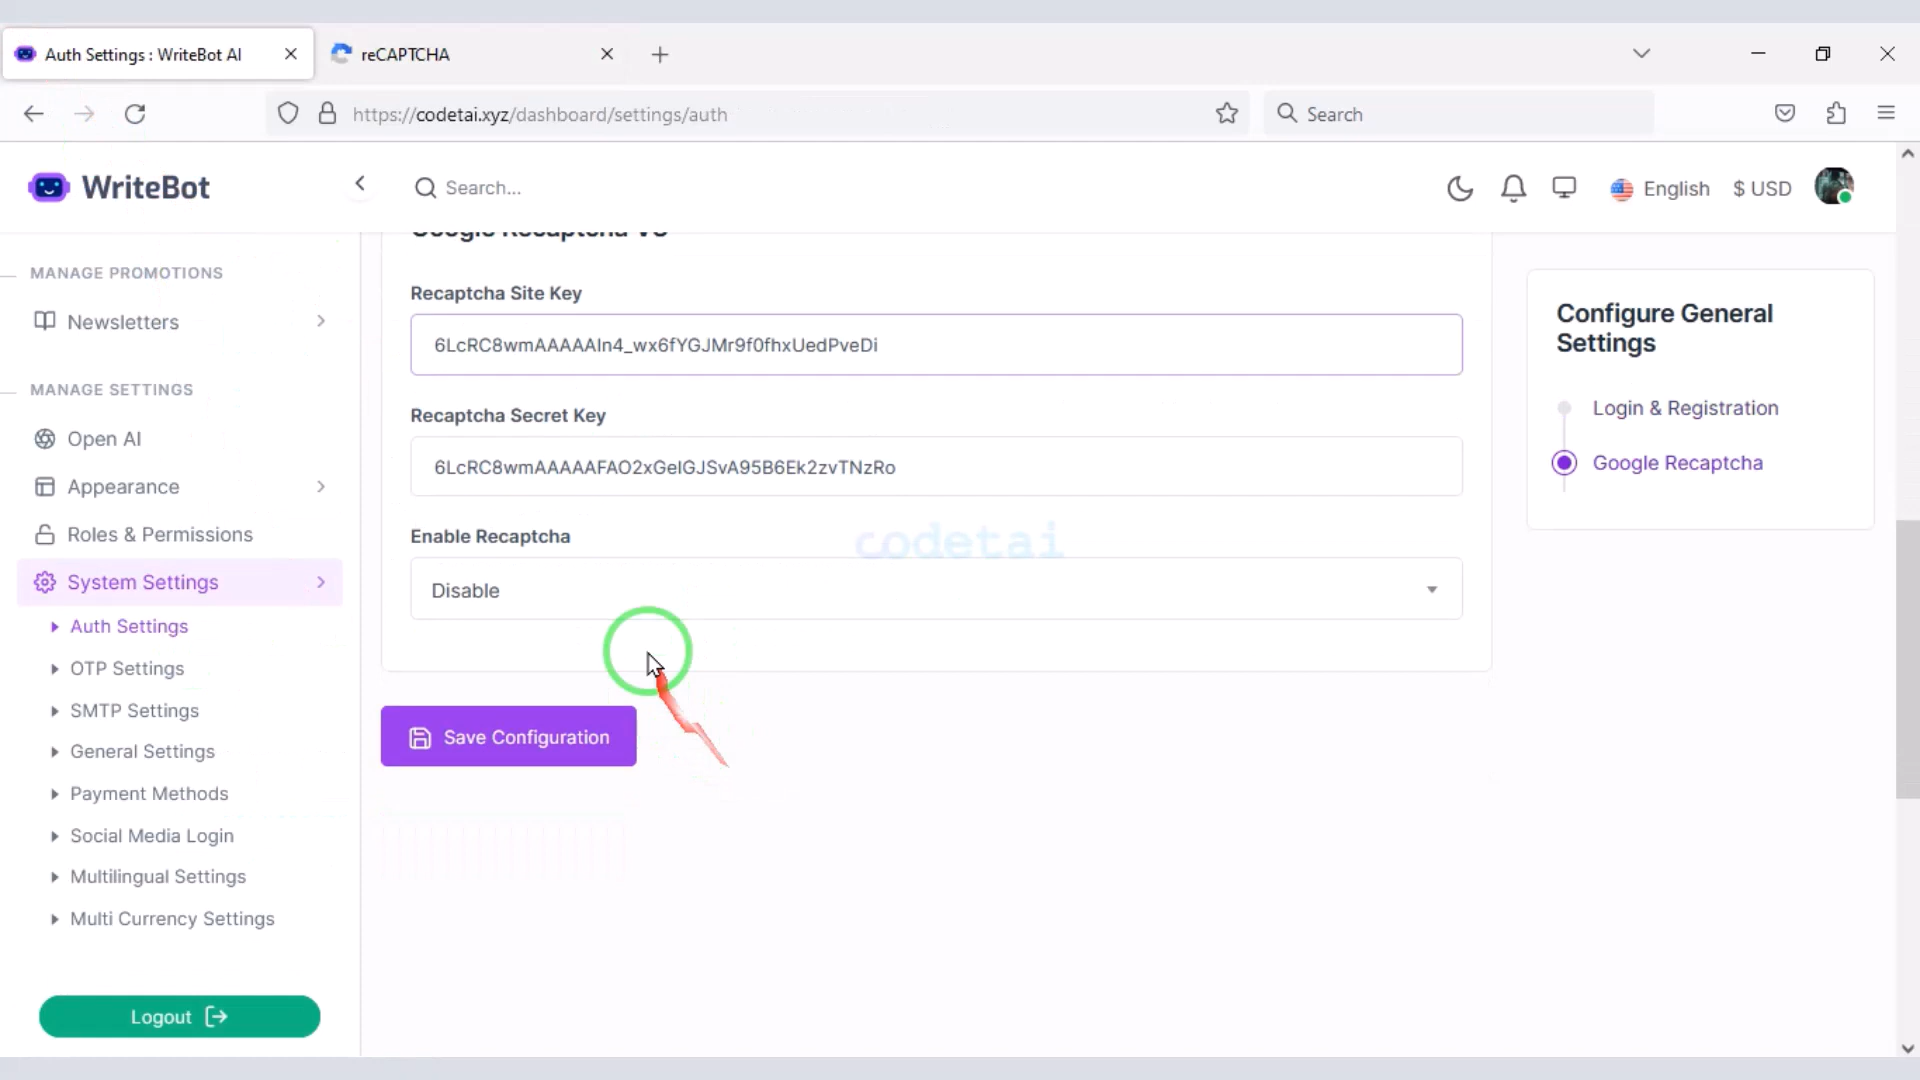 Auth Settings : WriteBot AI
reCAPTCHA
https://codetai.xyz/dashboard/settings/auth
Search
WriteBot
Search...
English
$ USD
MANAGE PROMOTIONS
Newsletters
MANAGE SETTINGS
Open AI
Appearance
Roles & Permissions
System Settings
Auth Settings
OTP Settings
SMTP Settings
General Settings
Payment Methods
Social Media Login
Multilingual Settings
Multi Currency Settings
Logout
Google Recaptcha V3
Recaptcha Site Key
6LcRC8wmAAAAAIn4_wx6fYGJMr9f0fhxUedPveDi
Recaptcha Secret Key
6LcRC8wmAAAAAFAO2xGelGJSvA95B6Ek2zvTNzRo
Enable Recaptcha
codetai
Disable
Save Configuration
Configure General
Settings
Login & Registration
Google Recaptcha